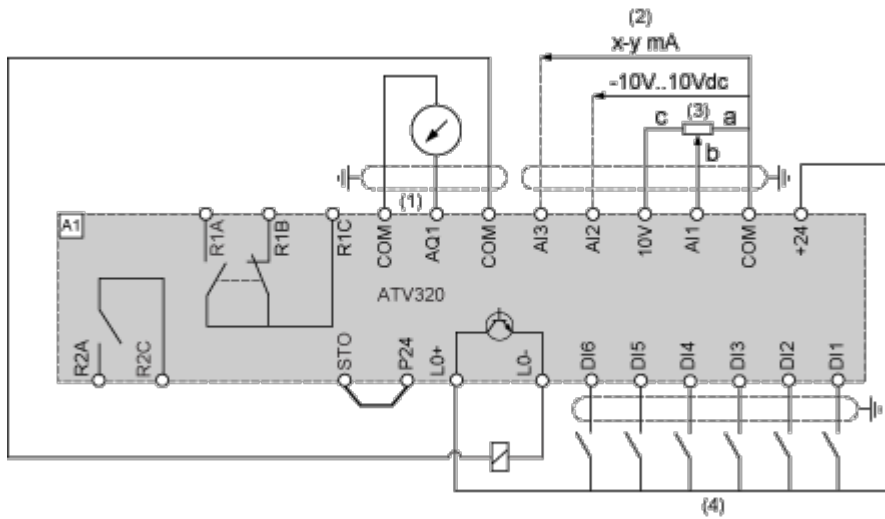 (2)
x-y mA
-10V..10Vdc
c (3) a
b
(1)
A1
R1A R1B R1C COM AQ1 COM AI3 AI2 10V AI1 COM +24
ATV320
R2A R2C STO P24 L0+ L0- DI6 DI5 DI4 DI3 DI2 DI1
(4)